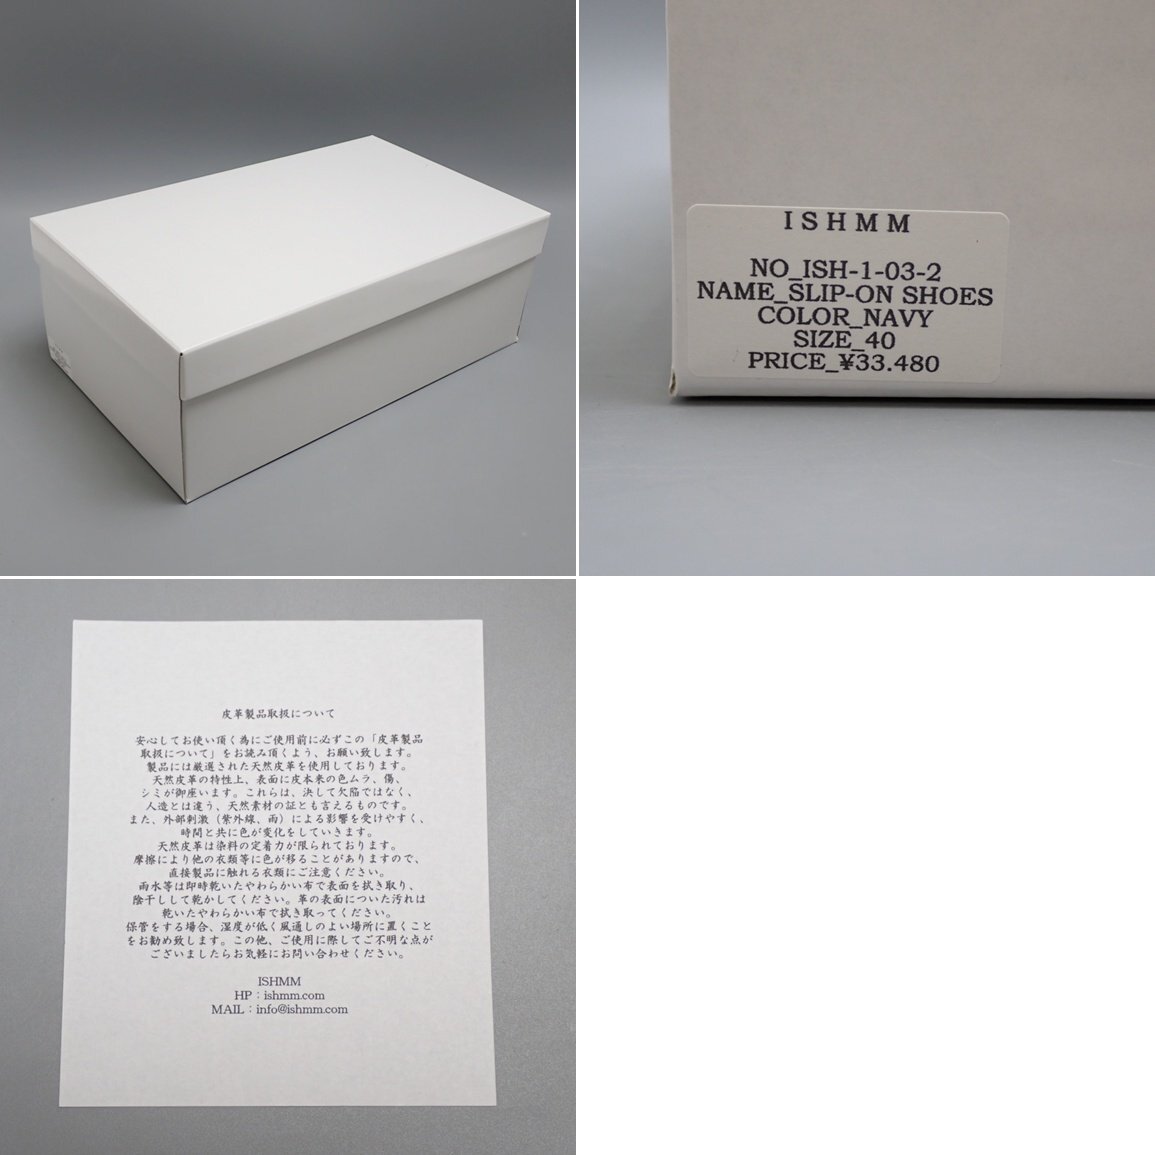 ISHMM
NO_ISH-1-03-2
NAME_SLIP-ON SHOES
COLOR_NAVY
SIZE_40
PRICE_¥33.480
皮革製品取扱について
安心してお使い頂く為にご使用前に必ずこの「皮革製品
取扱について」をお読み頂くよう、お願い致します。
製品には厳選された天然皮革を使用しております。
天然皮革の特性上、表面に皮本来の色ムラ、傷、
シミが御座います。これらは、決して欠陥ではなく、
人造とは違う、天然素材の証とも言えるものです。
また、外部刺激（紫外線、雨）による影響を受けやすく、
時間と共に色が変化をしていきます。
天然皮革は染料の定着力が限られております。
摩擦により他の衣類等に色が移ることがありますので、
直接製品に触れる衣類にご注意ください。
雨水等は即時乾いたやわらかい布で表面を拭き取り、
陰干しして乾かしてください。革の表面についた汚れは
乾いたやわらかい布で拭き取ってください。
保管をする場合、湿度が低く風通しのよい場所に置くこと
をお勧め致します。この他、ご使用に際してご不明な点が
ございましたらお気軽にお問い合わせください。
ISHMM
HP：ishmm.com
MAIL：info@ishmm.com